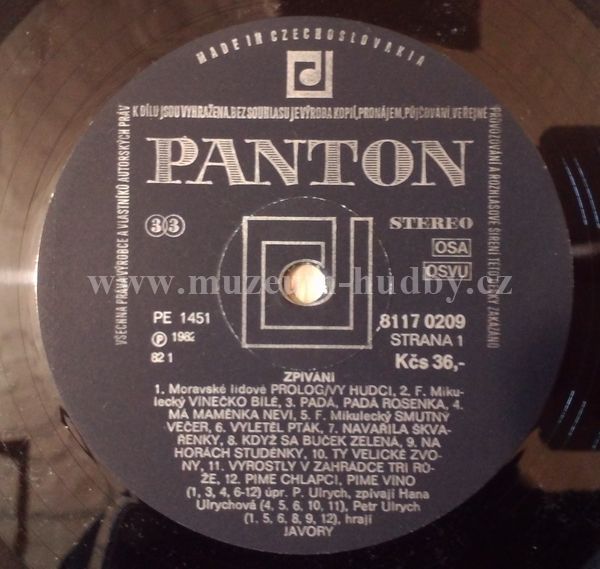 MADE IN CZECHOSLOVAKIA
VŠECHNA PRÁVA VÝROBCE A VLASTNÍKŮ AUTORSKÝCH PRÁV
K DÍLU JSOU VYHRAŽENA. BEZ SOUHLASU JE VÝROBA KOPIÍ, PRONÁJEM, PŮJČOVÁNÍ, VEŘEJNÉ
PROVOZOVÁNÍ A ROZHLASOVÉ ŠÍŘENÍ TÉTO DESKY ZAKÁZÁNO
PANTON
33
STEREO
OSA
OSVU
www.muzeum-hudby.cz
PE 1451
8117 0209
Ⓟ 1982
STRANA 1
82 1
Kčs 36,-
ZPÍVÁNÍ
1. Moravské lidové PROLOG/VY HUDCI, 2. F. Miku-
lecký VINEČKO BÍLÉ, 3. PADÁ, PADÁ ROSENKA, 4.
MÁ MAMĚNKA NEVÍ, 5. F. Mikulecký SMUTNÝ
VEČER, 6. VYLETĚL PTÁK, 7. NAVAŘILA ŠKVA-
ŘENKY, 8. KDYŽ SA BUČEK ZELENÁ, 9. NA
HORÁCH STUDÉNKY, 10. TY VELICKÉ ZVO-
NY, 11. VYROSTLY V ZAHRÁDCE TRI RŮ-
ŽE, 12. PIME CHLAPCI, PIME VINO
(1, 3, 4, 6-12) úpr. P. Ulrych, zpívají Hana
Ulrychová (4, 5, 6, 10, 11), Petr Ulrych
(1, 5, 6, 8, 9, 12), hrají
JAVORY